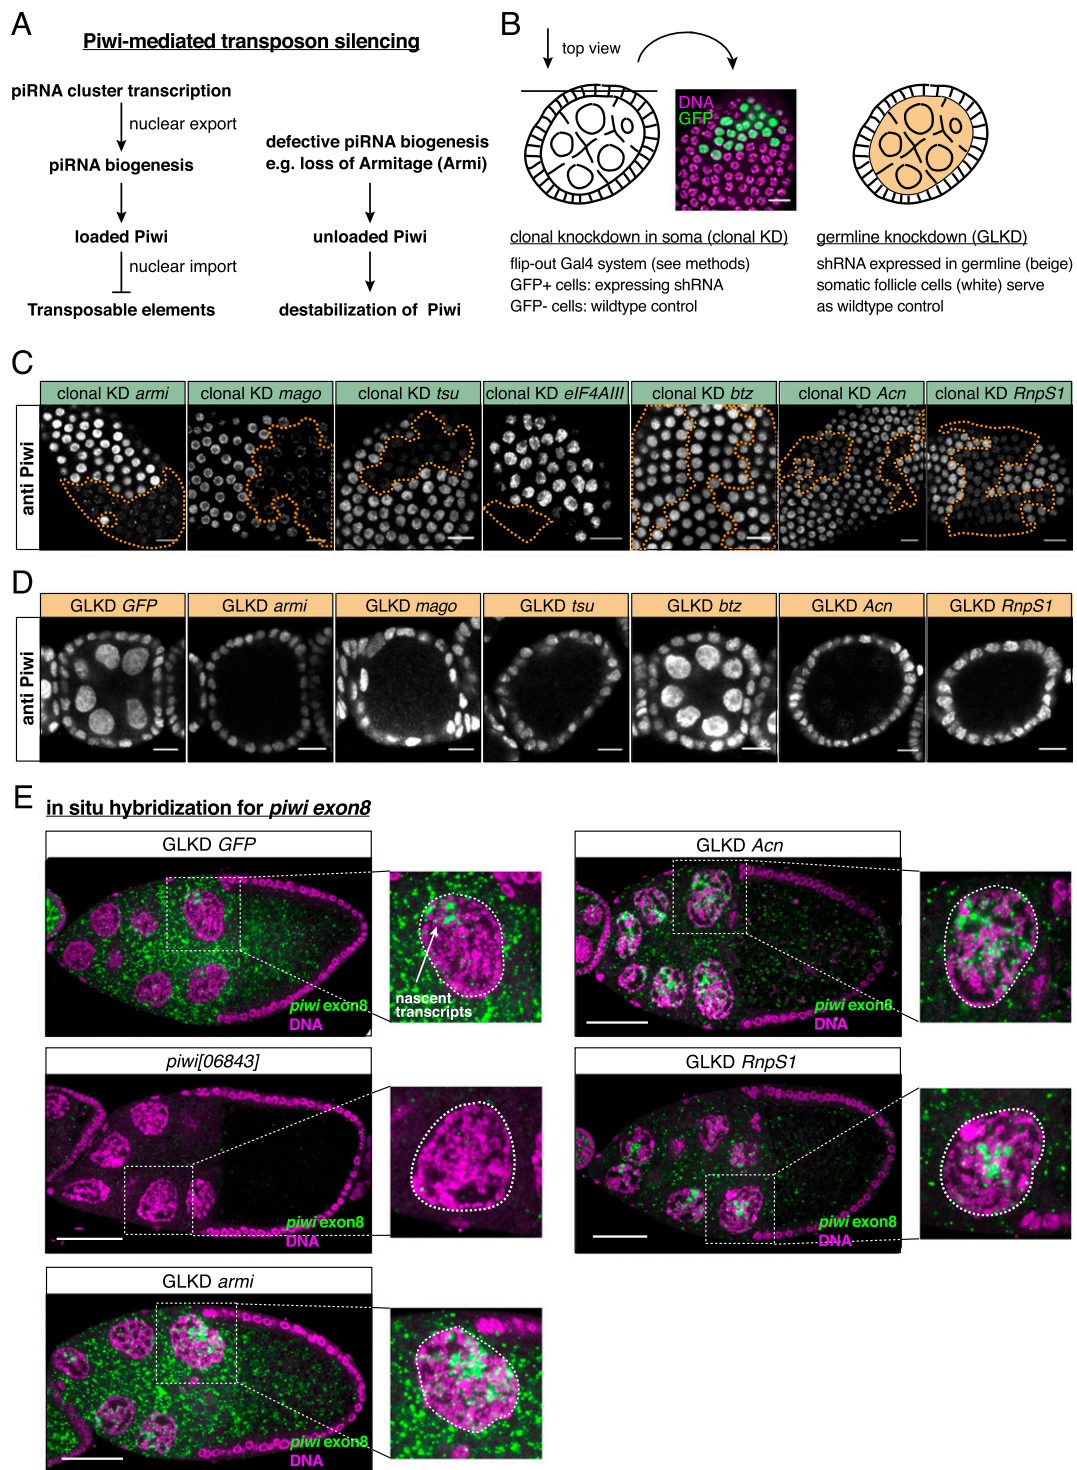 A
Piwi-mediated transposon silencing
piRNA cluster transcription
nuclear export
piRNA biogenesis
loaded Piwi
nuclear import
Transposable elements
defective piRNA biogenesis
e.g. loss of Armitage (Armi)
unloaded Piwi
destabilization of Piwi
B
top view
DNA
GFP
clonal knockdown in soma (clonal KD)
flip-out Gal4 system (see methods)
GFP+ cells: expressing shRNA
GFP- cells: wildtype control
germline knockdown (GLKD)
shRNA expressed in germline (beige)
somatic follicle cells (white) serve
as wildtype control
C
clonal KD armi
clonal KD mago
clonal KD tsu
clonal KD eIF4AIII
clonal KD btz
clonal KD Acn
clonal KD RnpS1
anti Piwi
D
GLKD GFP
GLKD armi
GLKD mago
GLKD tsu
GLKD btz
GLKD Acn
GLKD RnpS1
anti Piwi
E
in situ hybridization for piwi exon8
GLKD GFP
piwi exon8
DNA
nascent
transcripts
GLKD Acn
piwi exon8
DNA
piwi[06843]
piwi exon8
DNA
GLKD RnpS1
piwi exon8
DNA
GLKD armi
piwi exon8
DNA